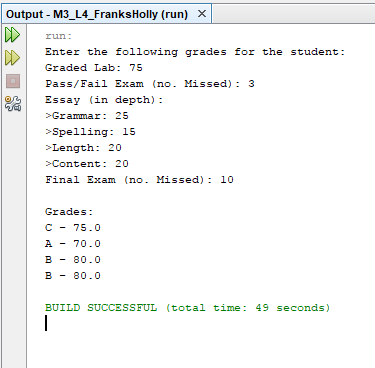 Output - M3_L4_FranksHolly (run) ×
run:
Enter the following grades for the student:
Graded Lab: 75
Pass/Fail Exam (no. Missed): 3
Essay (in depth):
>Grammar: 25
>Spelling: 15
>Length: 20
>Content: 20
Final Exam (no. Missed): 10
Grades:
C - 75.0
A - 70.0
B - 80.0
B - 80.0
BUILD SUCCESSFUL (total time: 49 seconds)